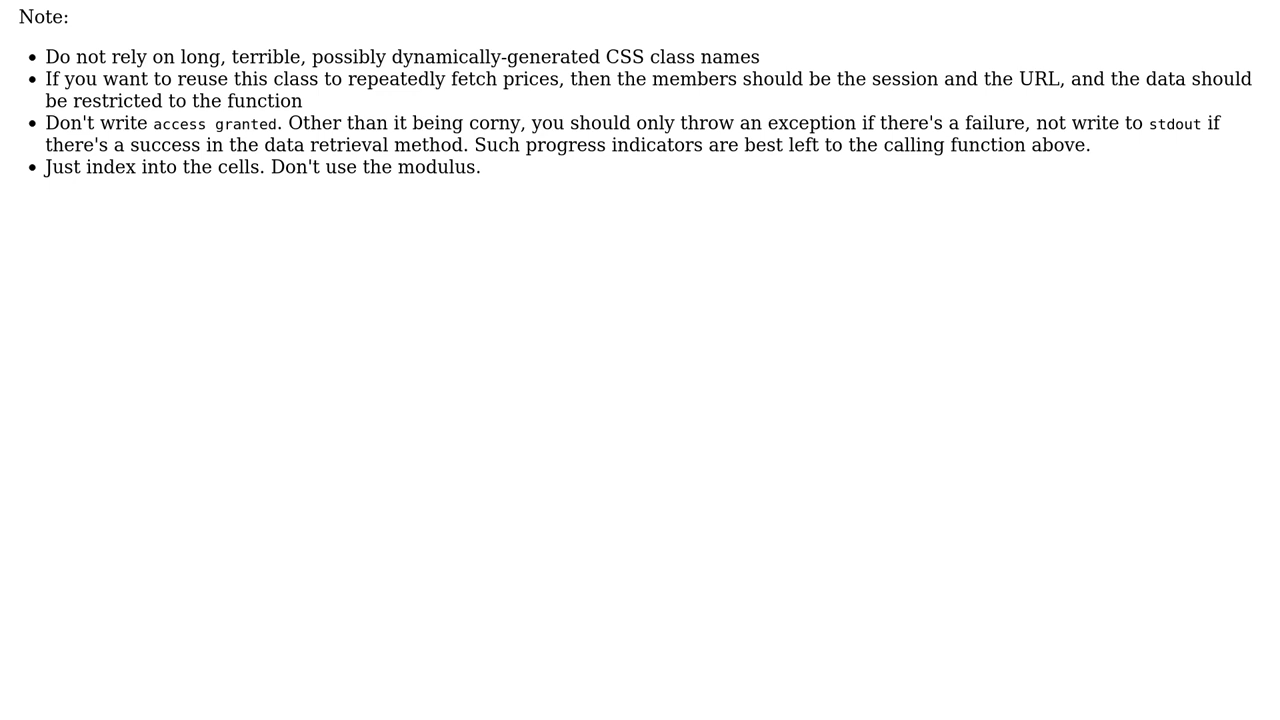 Note:
• Do not rely on long, terrible, possibly dynamically-generated CSS class names
• If you want to reuse this class to repeatedly fetch prices, then the members should be the session and the URL, and the data should
be restricted to the function
• Don't write access granted. Other than it being corny, you should only throw an exception if there's a failure, not write to stdout if
there's a success in the data retrieval method. Such progress indicators are best left to the calling function above.
• Just index into the cells. Don't use the modulus.